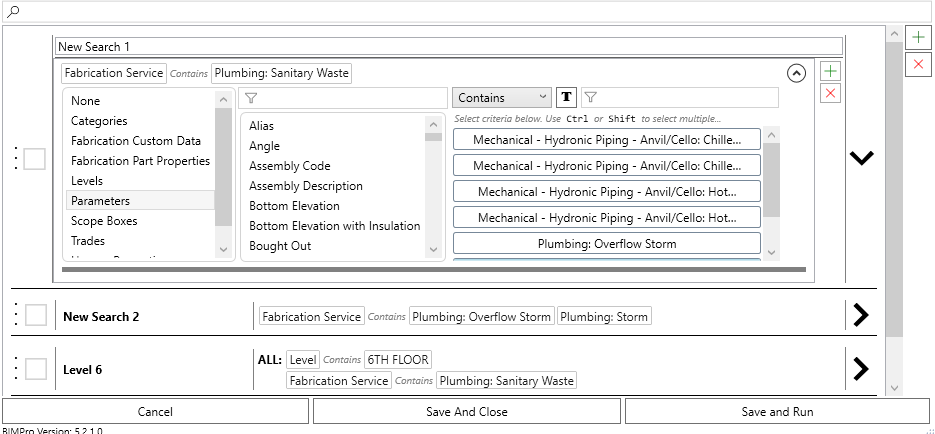 New Search 1
Fabrication Service Contains Plumbing: Sanitary Waste
None
Categories
Fabrication Custom Data
Fabrication Part Properties
Levels
Parameters
Scope Boxes
Trades
Alias
Angle
Assembly Code
Assembly Description
Bottom Elevation
Bottom Elevation with Insulation
Bought Out
Contains T
Select criteria below. Use Ctrl or Shift to select multiple...
Mechanical - Hydronic Piping - Anvil/Cello: Chille...
Mechanical - Hydronic Piping - Anvil/Cello: Chille...
Mechanical - Hydronic Piping - Anvil/Cello: Hot...
Mechanical - Hydronic Piping - Anvil/Cello: Hot...
Plumbing: Overflow Storm
New Search 2
Fabrication Service Contains Plumbing: Overflow Storm Plumbing: Storm
Level 6
ALL: Level Contains 6TH FLOOR
Fabrication Service Contains Plumbing: Sanitary Waste
Cancel
Save And Close
Save and Run
BIMPro Version: 5.2.1.0